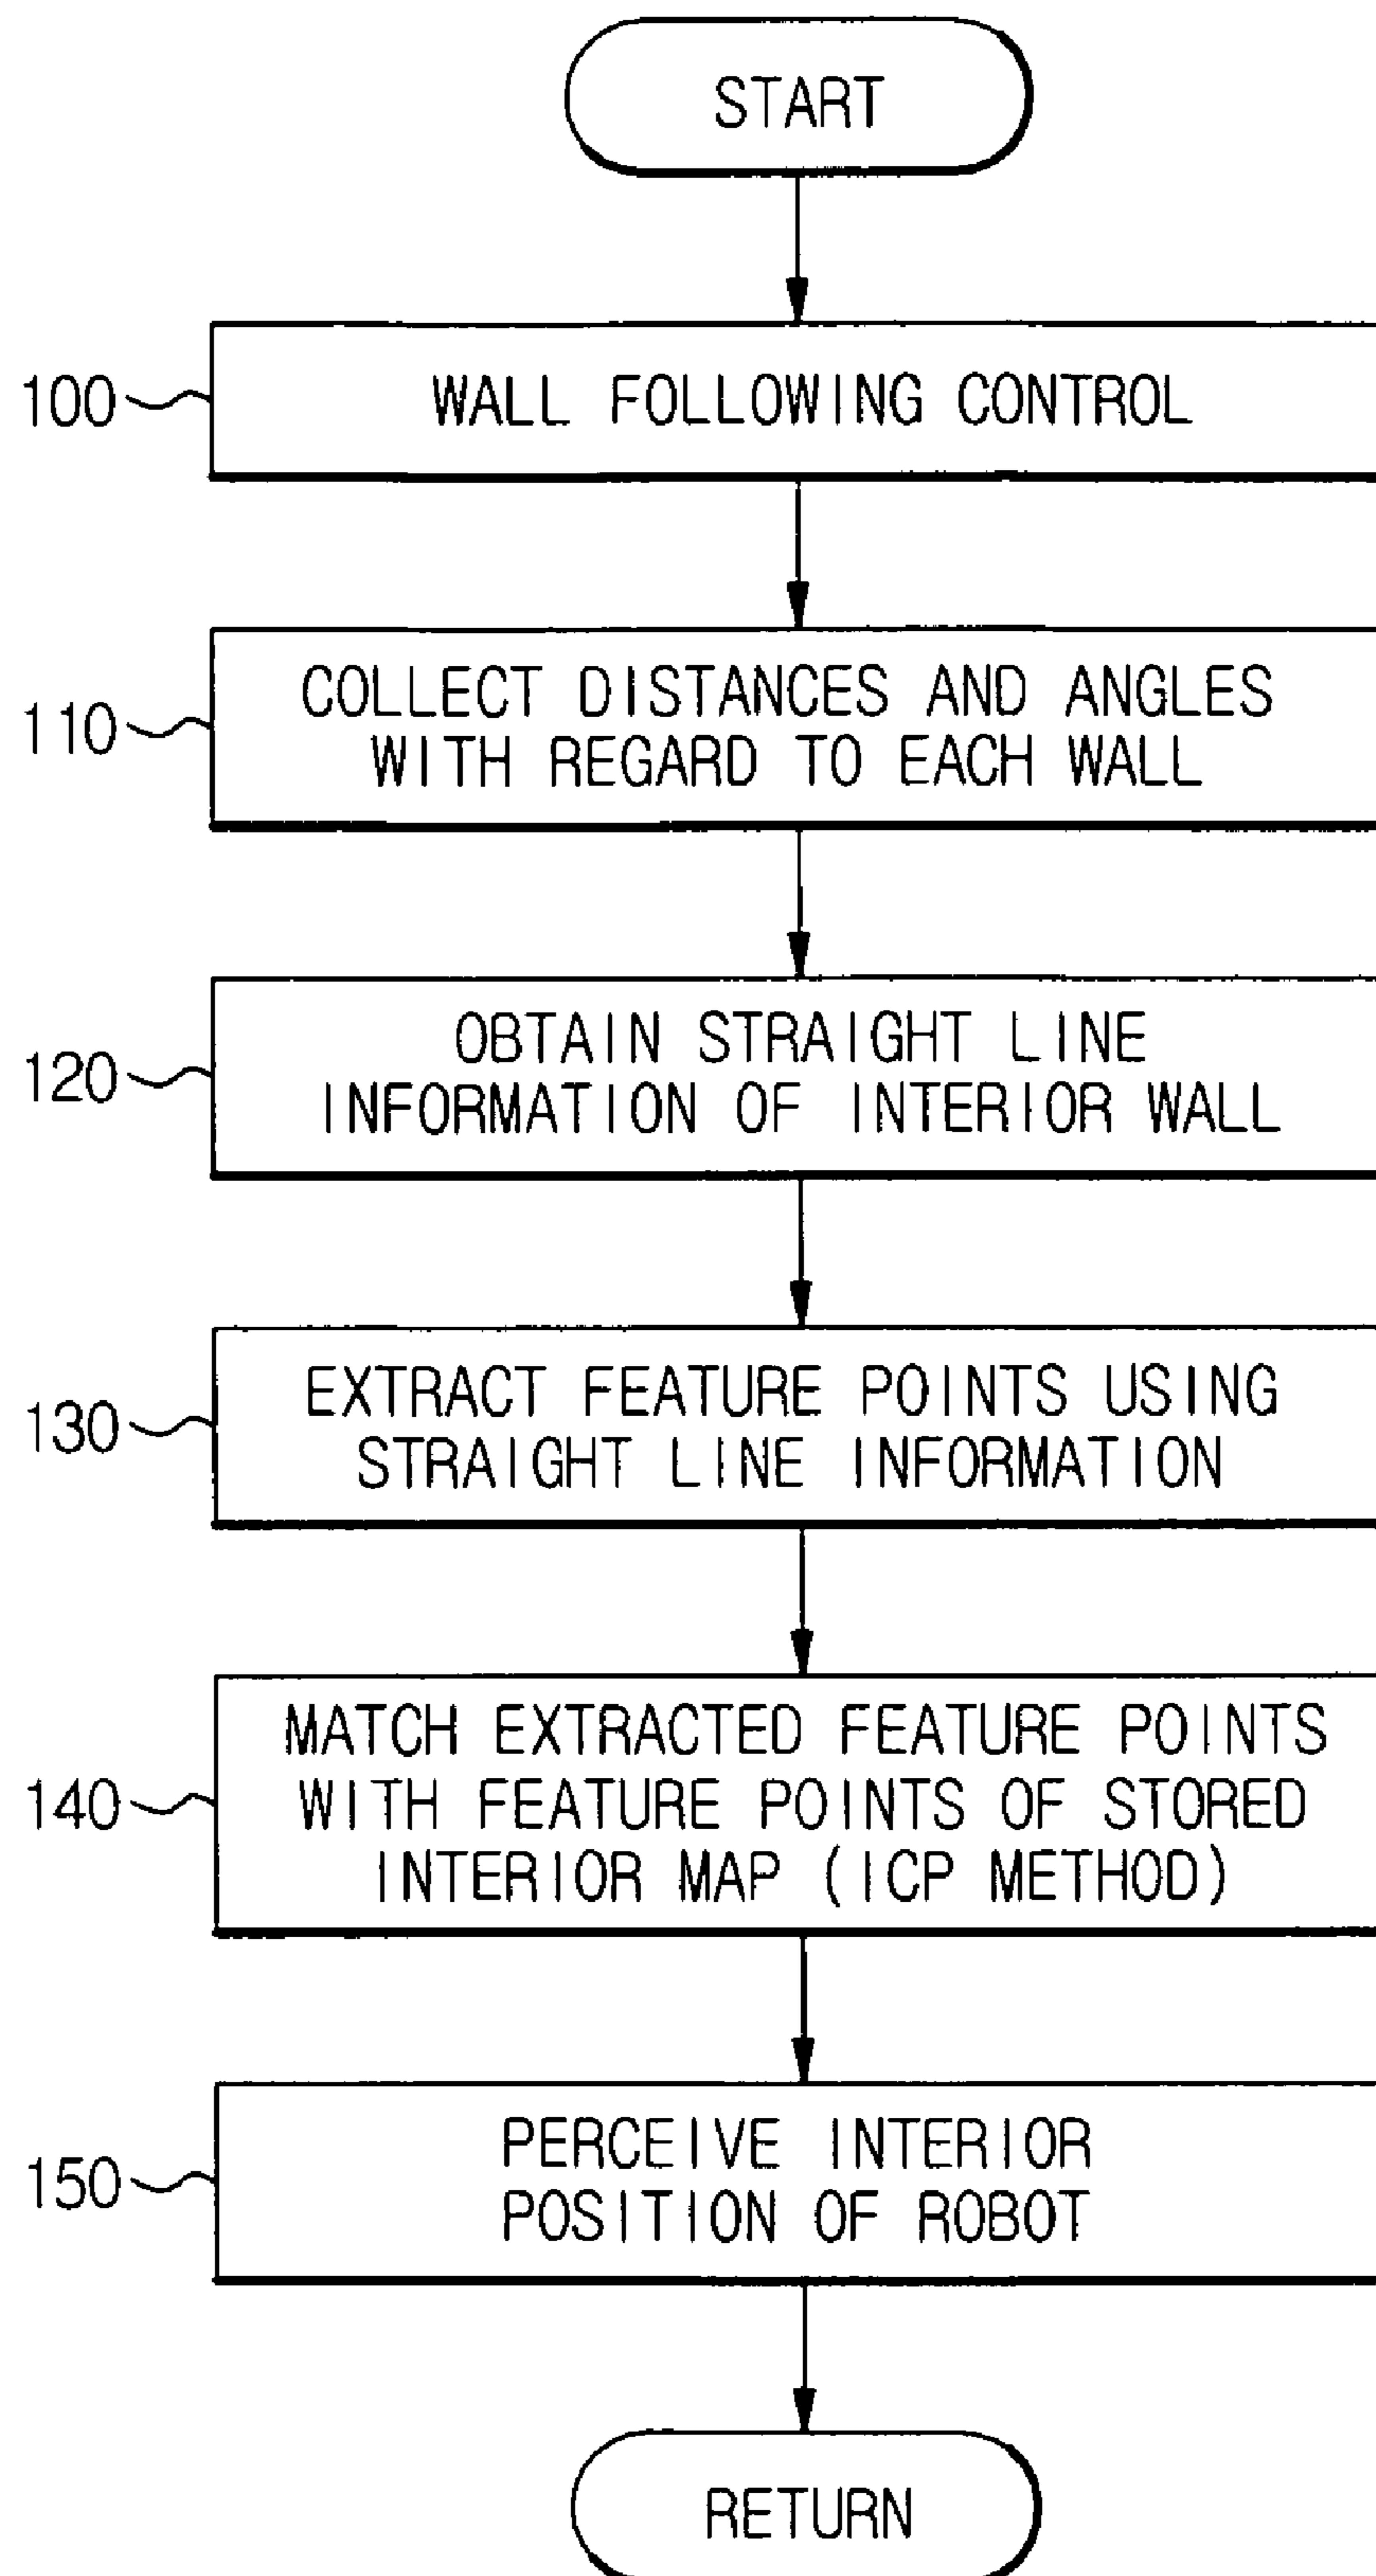 START
100
WALL FOLLOWING CONTROL
110
COLLECT DISTANCES AND ANGLES
WITH REGARD TO EACH WALL
120
OBTAIN STRAIGHT LINE
INFORMATION OF INTERIOR WALL
130
EXTRACT FEATURE POINTS USING
STRAIGHT LINE INFORMATION
140
MATCH EXTRACTED FEATURE POINTS
WITH FEATURE POINTS OF STORED
INTERIOR MAP (ICP METHOD)
150
PERCEIVE INTERIOR
POSITION OF ROBOT
RETURN